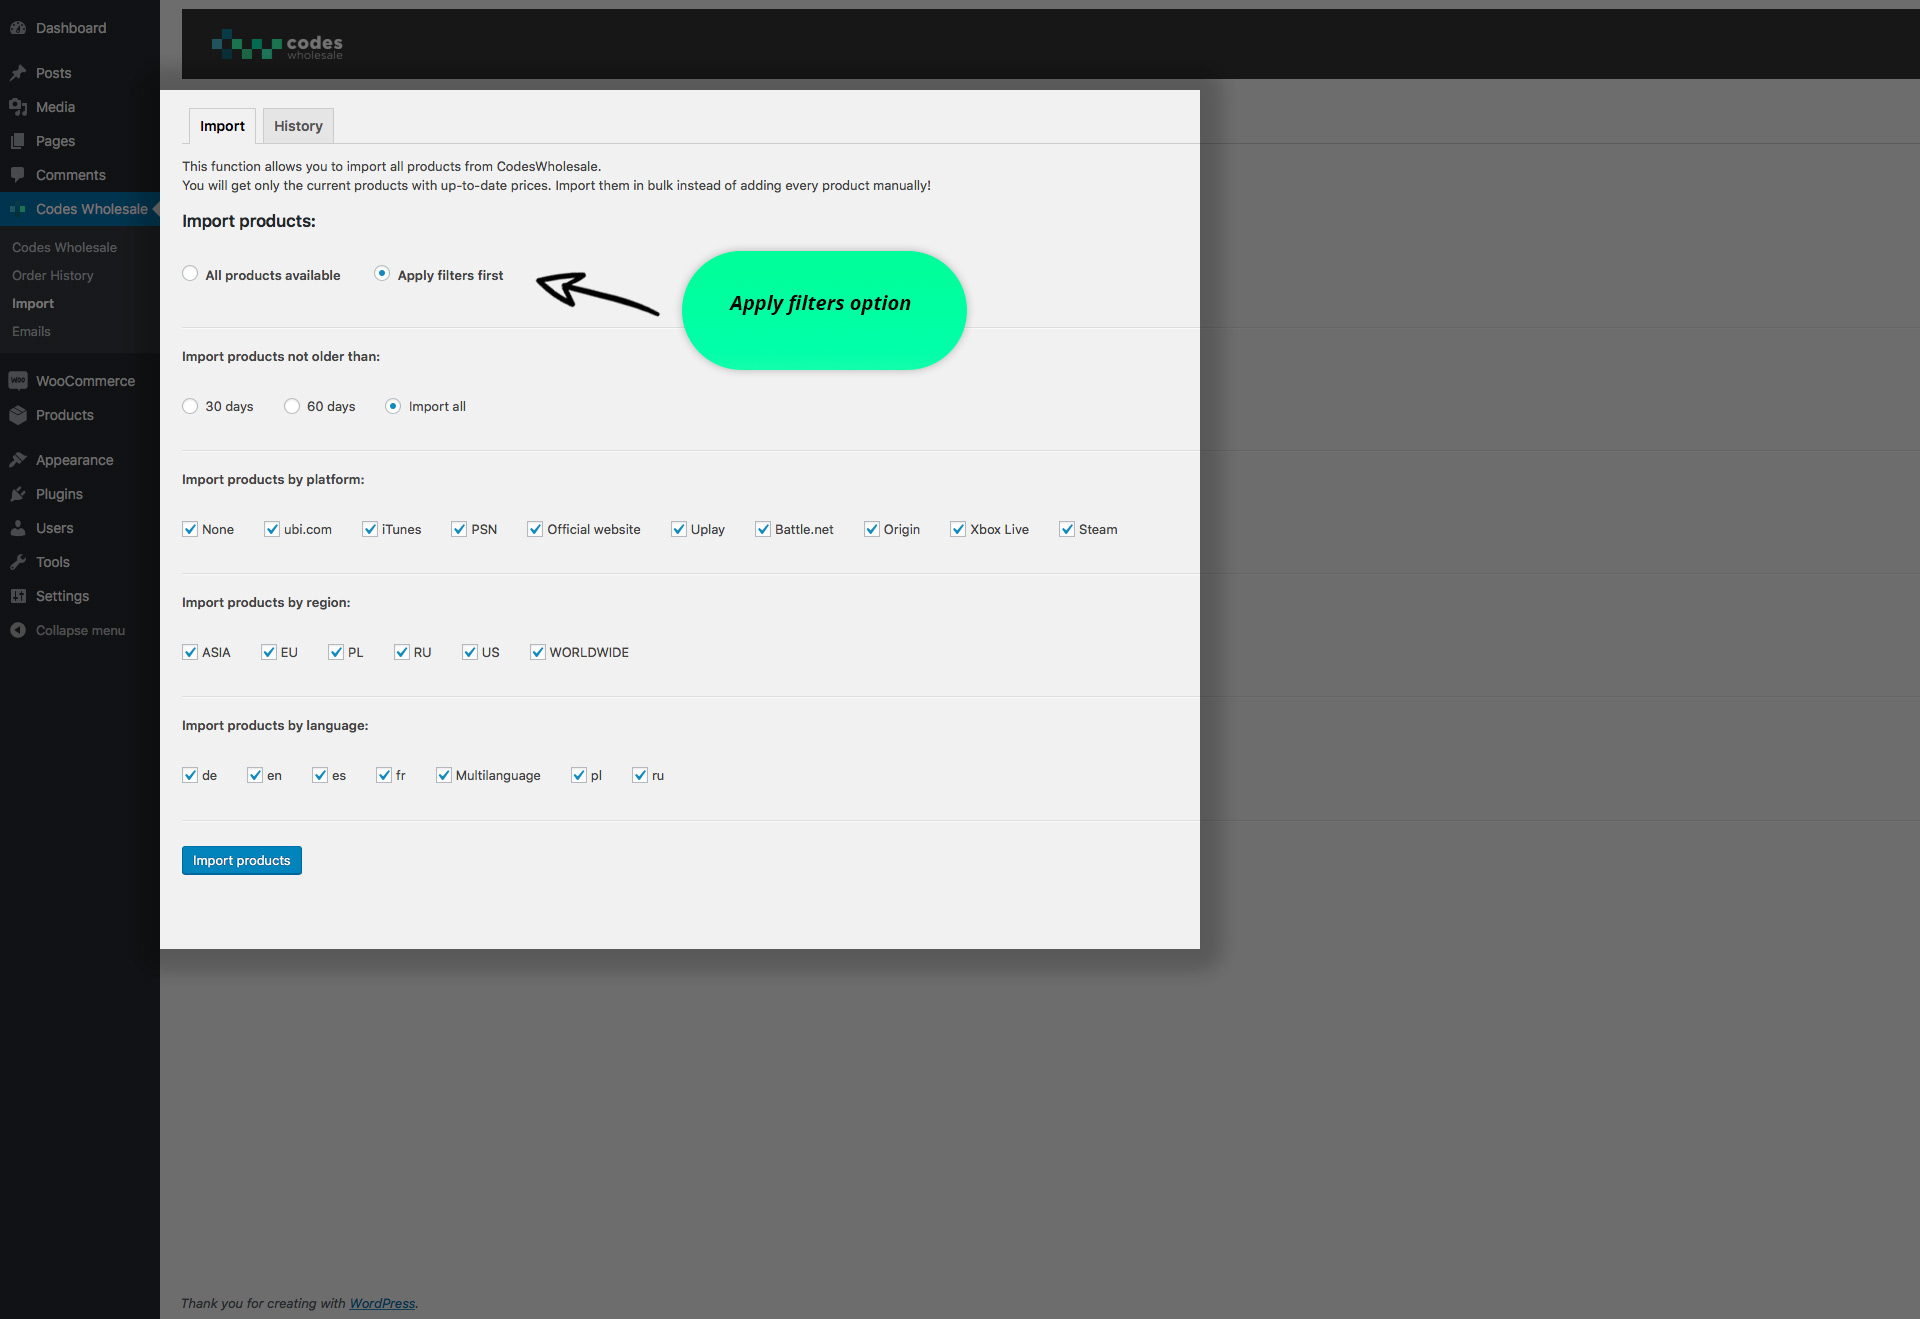 Dashboard
Posts
Media
Pages
Comments
Codes Wholesale
Codes Wholesale
Order History
Import
Emails
WooCommerce
Products
Appearance
Plugins
Users
Tools
Settings
Collapse menu
codes
wholesale
Import History
This function allows you to import all products from CodesWholesale.
You will get only the current products with up-to-date prices. Import them in bulk instead of adding every product manually!
Import products:
All products available Apply filters first
Apply filters option
Import products not older than:
30 days 60 days Import all
Import products by platform:
None ubi.com iTunes PSN Official website Uplay Battle.net Origin Xbox Live Steam
Import products by region:
ASIA EU PL RU US WORLDWIDE
Import products by language:
de en es fr Multilanguage pl ru
Import products
Thank you for creating with WordPress.